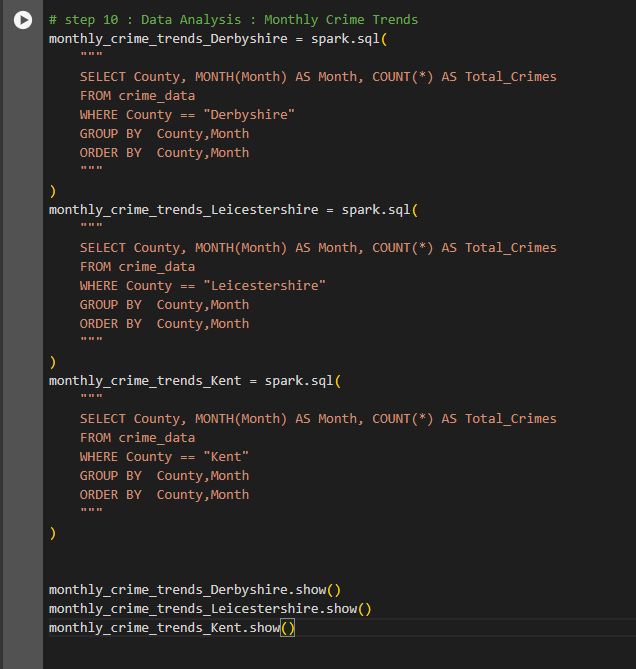 # step 10 : Data Analysis : Monthly Crime Trends
monthly_crime_trends_Derbyshire = spark.sql(
    """
    SELECT County, MONTH(Month) AS Month, COUNT(*) AS Total_Crimes
    FROM crime_data
    WHERE County == "Derbyshire"
    GROUP BY  County,Month
    ORDER BY  County,Month
    """
)
monthly_crime_trends_Leicestershire = spark.sql(
    """
    SELECT County, MONTH(Month) AS Month, COUNT(*) AS Total_Crimes
    FROM crime_data
    WHERE County == "Leicestershire"
    GROUP BY  County,Month
    ORDER BY  County,Month
    """
)
monthly_crime_trends_Kent = spark.sql(
    """
    SELECT County, MONTH(Month) AS Month, COUNT(*) AS Total_Crimes
    FROM crime_data
    WHERE County == "Kent"
    GROUP BY  County,Month
    ORDER BY  County,Month
    """
)
monthly_crime_trends_Derbyshire.show()
monthly_crime_trends_Leicestershire.show()
monthly_crime_trends_Kent.show()